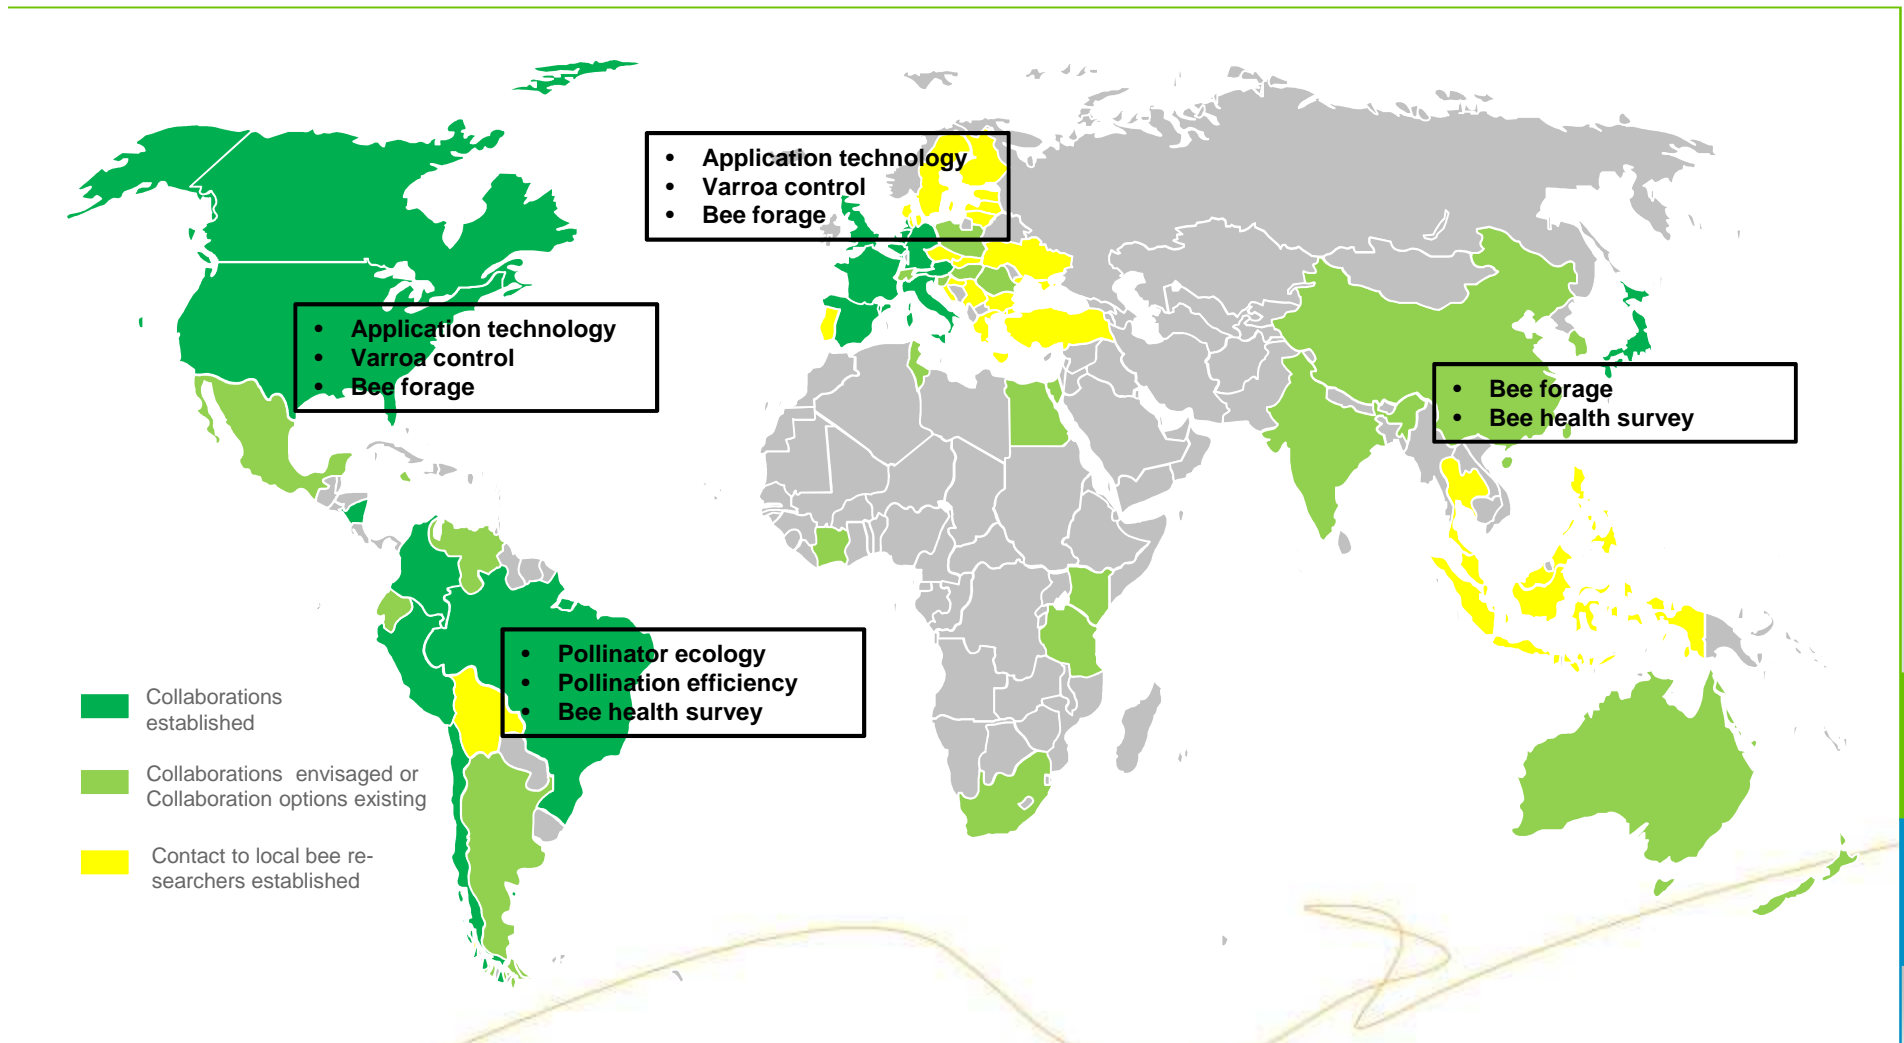 • Application technology
• Varroa control
• Bee forage
• Application technology
• Varroa control
• Bee forage
• Bee forage
• Bee health survey
• Pollinator ecology
• Pollination efficiency
• Bee health survey
Collaborations
established
Collaborations envisaged or
Collaboration options existing
Contact to local bee re-
searchers established